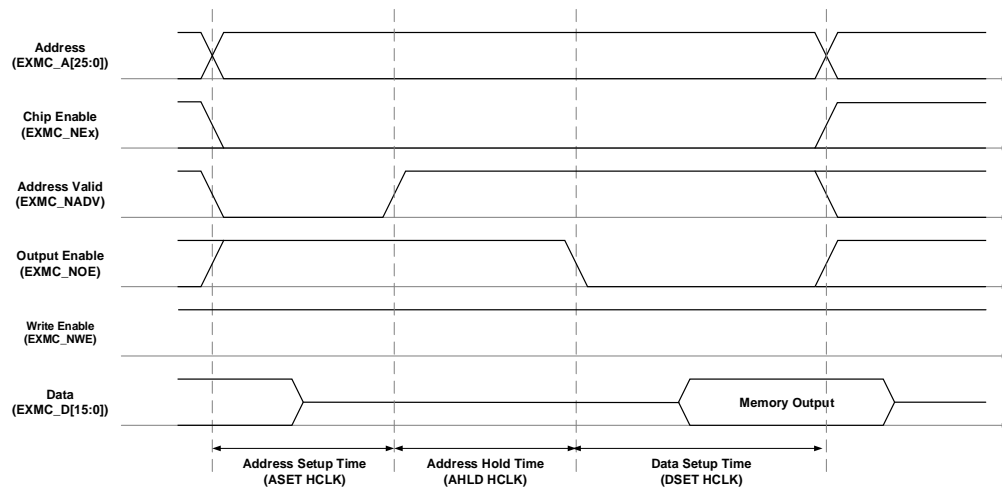 Address
(EXMC_A[25:0])
Chip Enable
(EXMC_NEx)
Address Valid
(EXMC_NADV)
Output Enable
(EXMC_NOE)
Write Enable
(EXMC_NWE)
Data
(EXMC_D[15:0])
Memory Output
Address Setup Time
(ASET HCLK)
Address Hold Time
(AHLD HCLK)
Data Setup Time
(DSET HCLK)